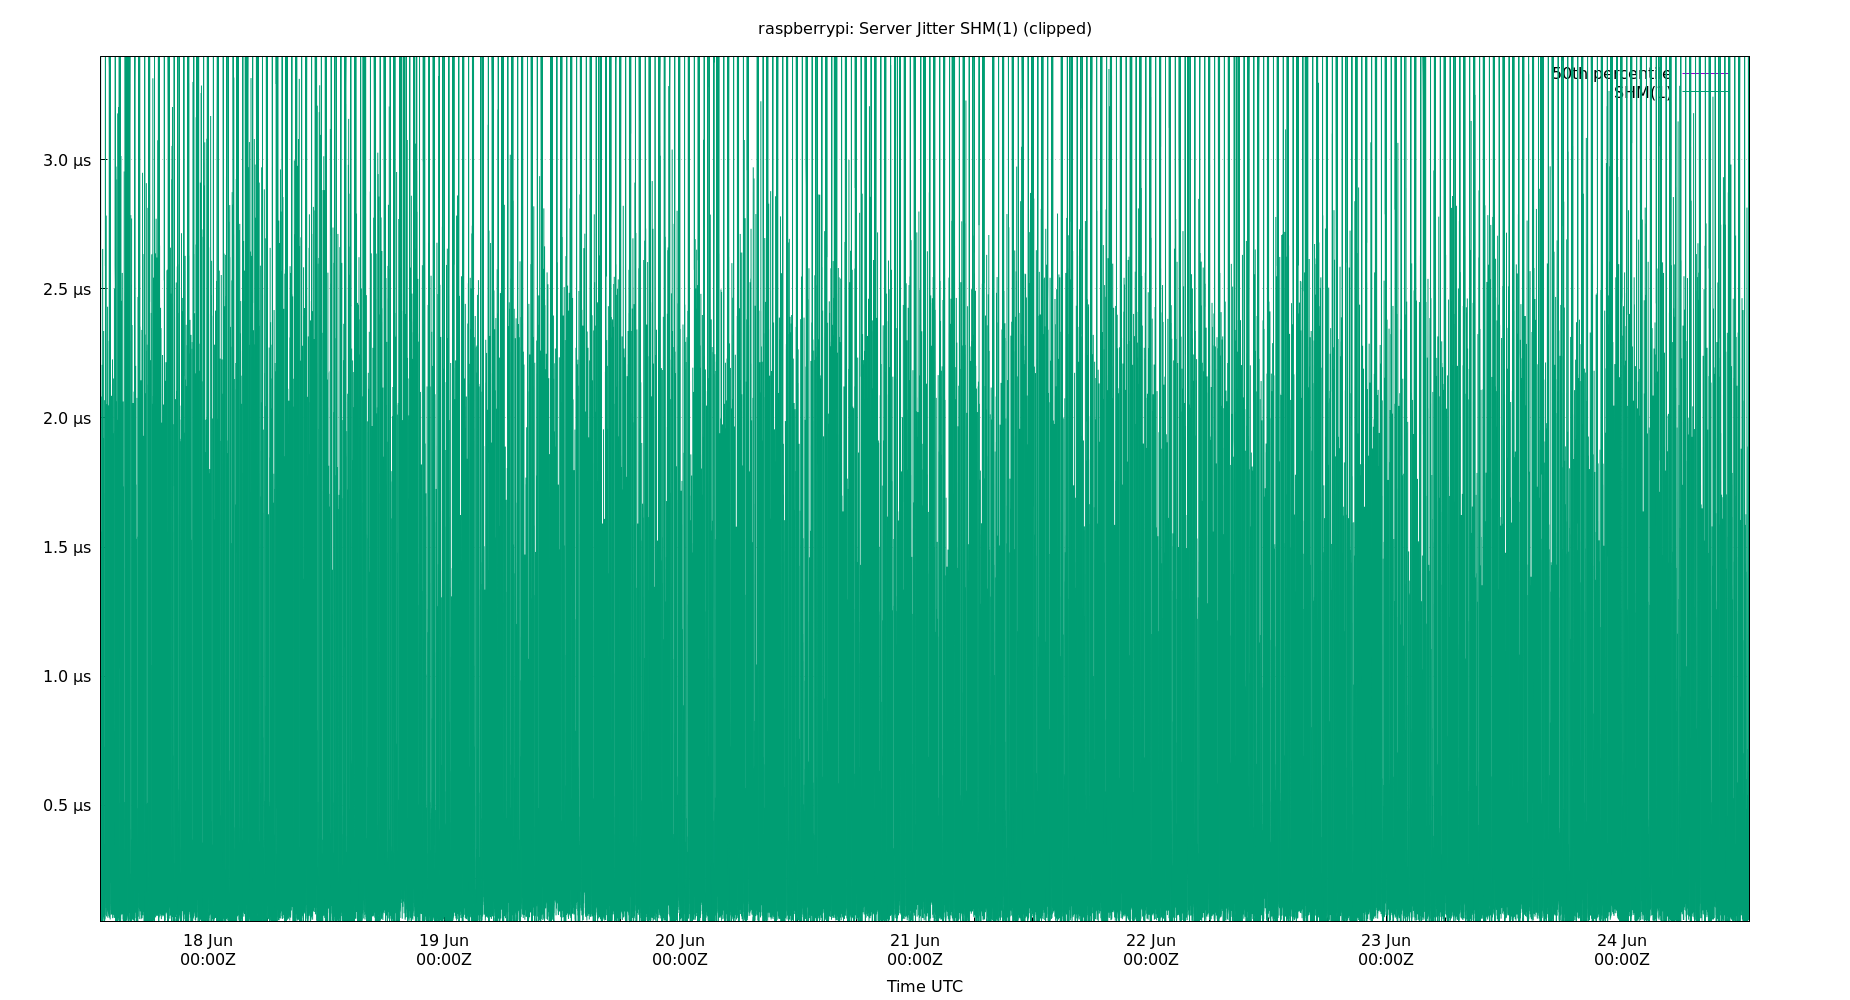 raspberrypi: Server Jitter SHM(1) (clipped)
50th percentile
SHM(1)
3.0 µs
2.5 µs
2.0 µs
1.5 µs
1.0 µs
0.5 µs
18 Jun 19 Jun 20 Jun 21 Jun 22 Jun 23 Jun 24 Jun
00:00Z 00:00Z 00:00Z 00:00Z 00:00Z 00:00Z 00:00Z
Time UTC